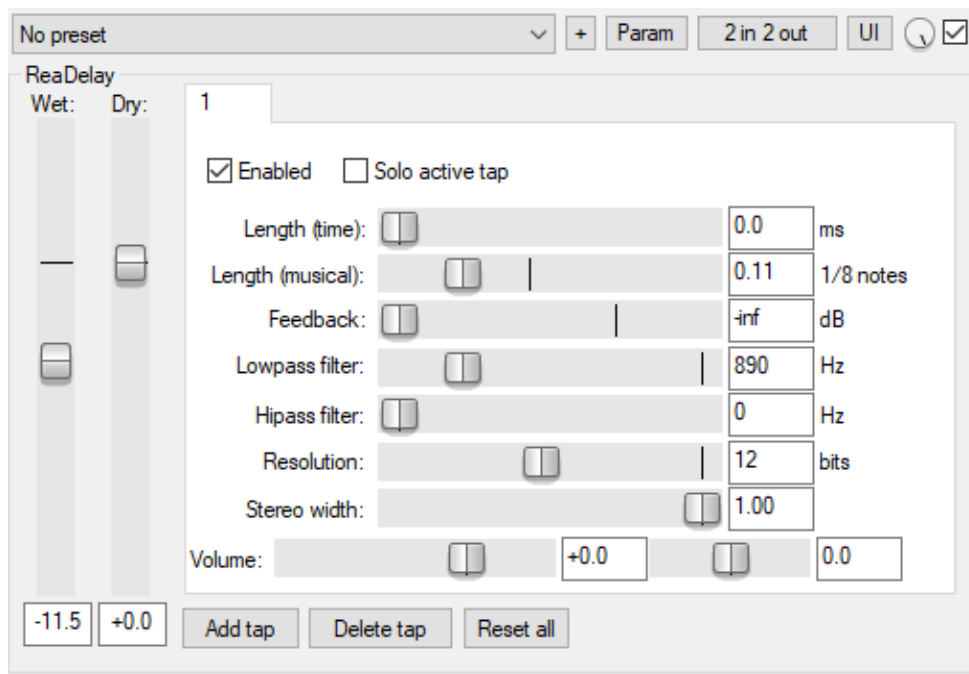 No preset + Param 2 in 2 out UI
ReaDelay
Wet: Dry: 1
Enabled Solo active tap
Length (time): 0.0 ms
Length (musical): 0.11 1/8 notes
Feedback: -inf dB
Lowpass filter: 890 Hz
Hipass filter: 0 Hz
Resolution: 12 bits
Stereo width: 1.00
Volume: +0.0 0.0
-11.5 +0.0 Add tap Delete tap Reset all